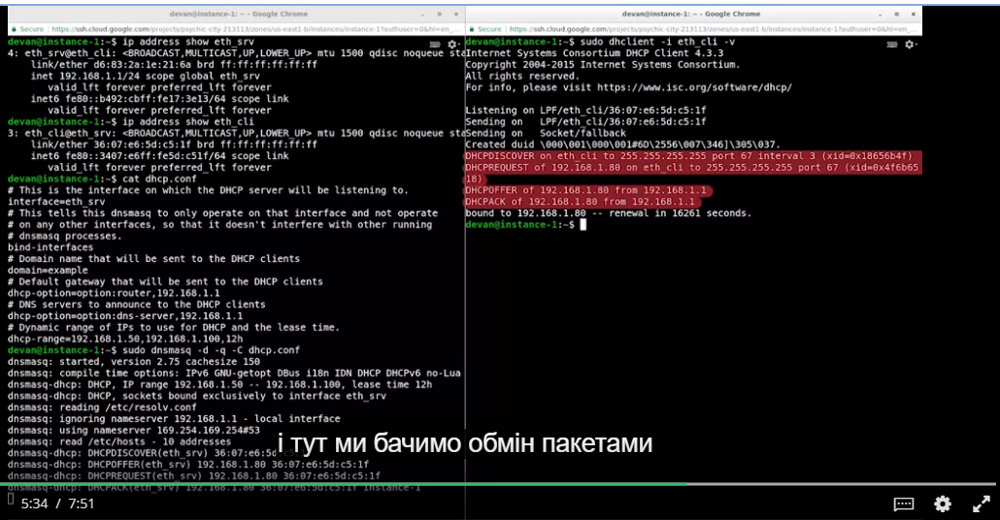 devan@instance-1: ~ - Google Chrome
Secure | https://ssh.cloud.google.com/projects/psychic-city-213113/zones/us-east1-b/instances/instance-1?authuser=0&hl=en_...
devan@instance-1:~$ ip address show eth_srv
4: eth_srv@eth_cli: <BROADCAST,MULTICAST,UP,LOWER_UP> mtu 1500 qdisc noqueue sta
link/ether d6:83:2a:1e:21:6a brd ff:ff:ff:ff:ff:ff
inet 192.168.1.1/24 scope global eth_srv
valid_lft forever preferred_lft forever
inet6 fe80::b492:cbff:fe17:3e13/64 scope link
valid_lft forever preferred_lft forever
devan@instance-1:~$ ip address show eth_cli
3: eth_cli@eth_srv: <BROADCAST,MULTICAST,UP,LOWER_UP> mtu 1500 qdisc noqueue sta
link/ether 36:07:e6:5d:c5:1f brd ff:ff:ff:ff:ff:ff
inet6 fe80::3407:e6ff:fe5d:c51f/64 scope link
valid_lft forever preferred_lft forever
devan@instance-1:~$ cat dhcp.conf
# This is the interface on which the DHCP server will be listening to.
interface=eth_srv
# This tells this dnsmasq to only operate on that interface and not operate
# on any other interfaces, so that it doesn't interfere with other running
# dnsmasq processes.
bind-interfaces
# Domain name that will be sent to the DHCP clients
domain=example
# Default gateway that will be sent to the DHCP clients
dhcp-option=option:router,192.168.1.1
# DNS servers to announce to the DHCP clients
dhcp-option=option:dns-server,192.168.1.1
# Dynamic range of IPs to use for DHCP and the lease time.
dhcp-range=192.168.1.50,192.168.1.100,12h
devan@instance-1:~$ sudo dnsmasq -d -q -C dhcp.conf
dnsmasq: started, version 2.75 cachesize 150
dnsmasq: compile time options: IPv6 GNU-getopt DBus i18n IDN DHCP DHCPv6 no-Lua
dnsmasq-dhcp: DHCP, IP range 192.168.1.50 -- 192.168.1.100, lease time 12h
dnsmasq-dhcp: DHCP, sockets bound exclusively to interface eth_srv
dnsmasq: reading /etc/resolv.conf
dnsmasq: ignoring nameserver 192.168.1.1 - local interface
dnsmasq: using nameserver 169.254.169.254#53
dnsmasq: read /etc/hosts - 10 addresses
dnsmasq-dhcp: DHCPDISCOVER(eth_srv) 36:07:e6:5d:c5:1f
dnsmasq-dhcp: DHCPOFFER(eth_srv) 192.168.1.80 36:07:e6:5d:c5:1f
dnsmasq-dhcp: DHCPREQUEST(eth_srv) 192.168.1.80 36:07:e6:5d:c5:1f
dnsmasq-dhcp: DHCPACK(eth_srv) 192.168.1.80 36:07:e6:5d:c5:1f instance-1
devan@instance-1: ~ - Google Chrome
Secure | https://ssh.cloud.google.com/projects/psychic-city-213113/zones/us-east1-b/instances/instance-1?authuser=0&hl=en_...
devan@instance-1:~$ sudo dhclient -i eth_cli -v
Internet Systems Consortium DHCP Client 4.3.3
Copyright 2004-2015 Internet Systems Consortium.
All rights reserved.
For info, please visit https://www.isc.org/software/dhcp/
Listening on LPF/eth_cli/36:07:e6:5d:c5:1f
Sending on LPF/eth_cli/36:07:e6:5d:c5:1f
Sending on Socket/fallback
Created duid \000\001\000\001#6D\2556\007\346]\305\037.
DHCPDISCOVER on eth_cli to 255.255.255.255 port 67 interval 3 (xid=0x18656b4f)
DHCPREQUEST of 192.168.1.80 on eth_cli to 255.255.255.255 port 67 (xid=0x4f6b65
18)
DHCPOFFER of 192.168.1.80 from 192.168.1.1
DHCPACK of 192.168.1.80 from 192.168.1.1
bound to 192.168.1.80 -- renewal in 16261 seconds.
devan@instance-1:~$
і тут ми бачимо обмін пакетами
5:34 / 7:51